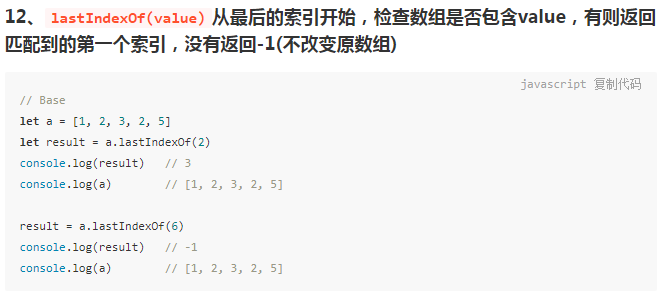 12、lastIndexOf(value) 从最后的索引开始，检查数组是否包含value，有则返回
匹配到的第一个索引，没有返回-1(不改变原数组)
javascript 复制代码
// Base
let a = [1, 2, 3, 2, 5]
let result = a.lastIndexOf(2)
console.log(result)   // 3
console.log(a)        // [1, 2, 3, 2, 5]

result = a.lastIndexOf(6)
console.log(result)   // -1
console.log(a)        // [1, 2, 3, 2, 5]